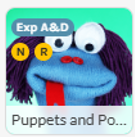 Exp A&D
N R
Puppets and Po...